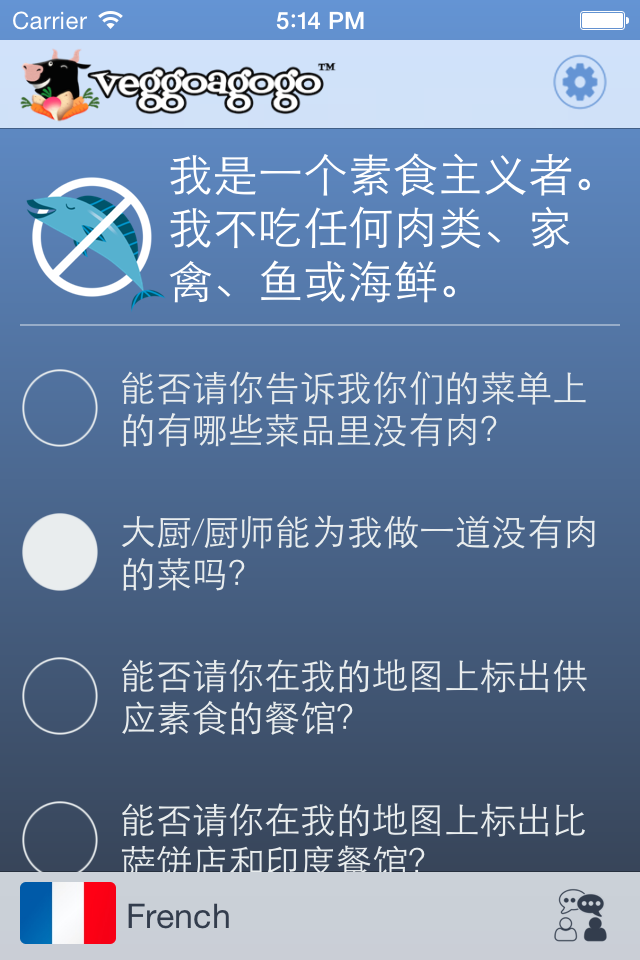 Carrier 5:14 PM
veggoagogo™
我是一个素食主义者。
我不吃任何肉类、家
禽、鱼或海鲜。
能否请你告诉我你们的菜单上
的有哪些菜品里没有肉?
大厨/厨师能为我做一道没有肉
的菜吗?
能否请你在我的地图上标出供
应素食的餐馆?
能否请你在我的地图上标出比
萨饼店和印度餐馆?
French